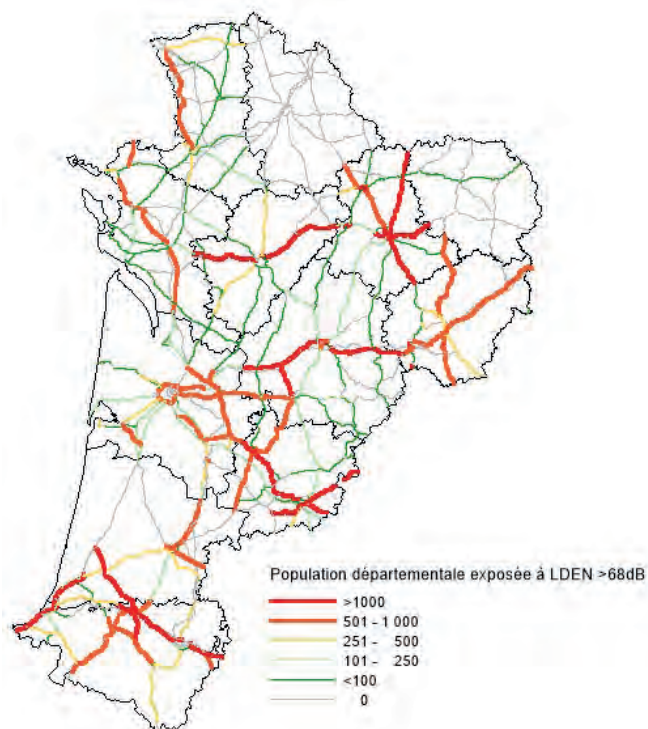 Population départementale exposée à LDEN >68dB
>1000
501 - 1 000
251 - 500
101 - 250
<100
0